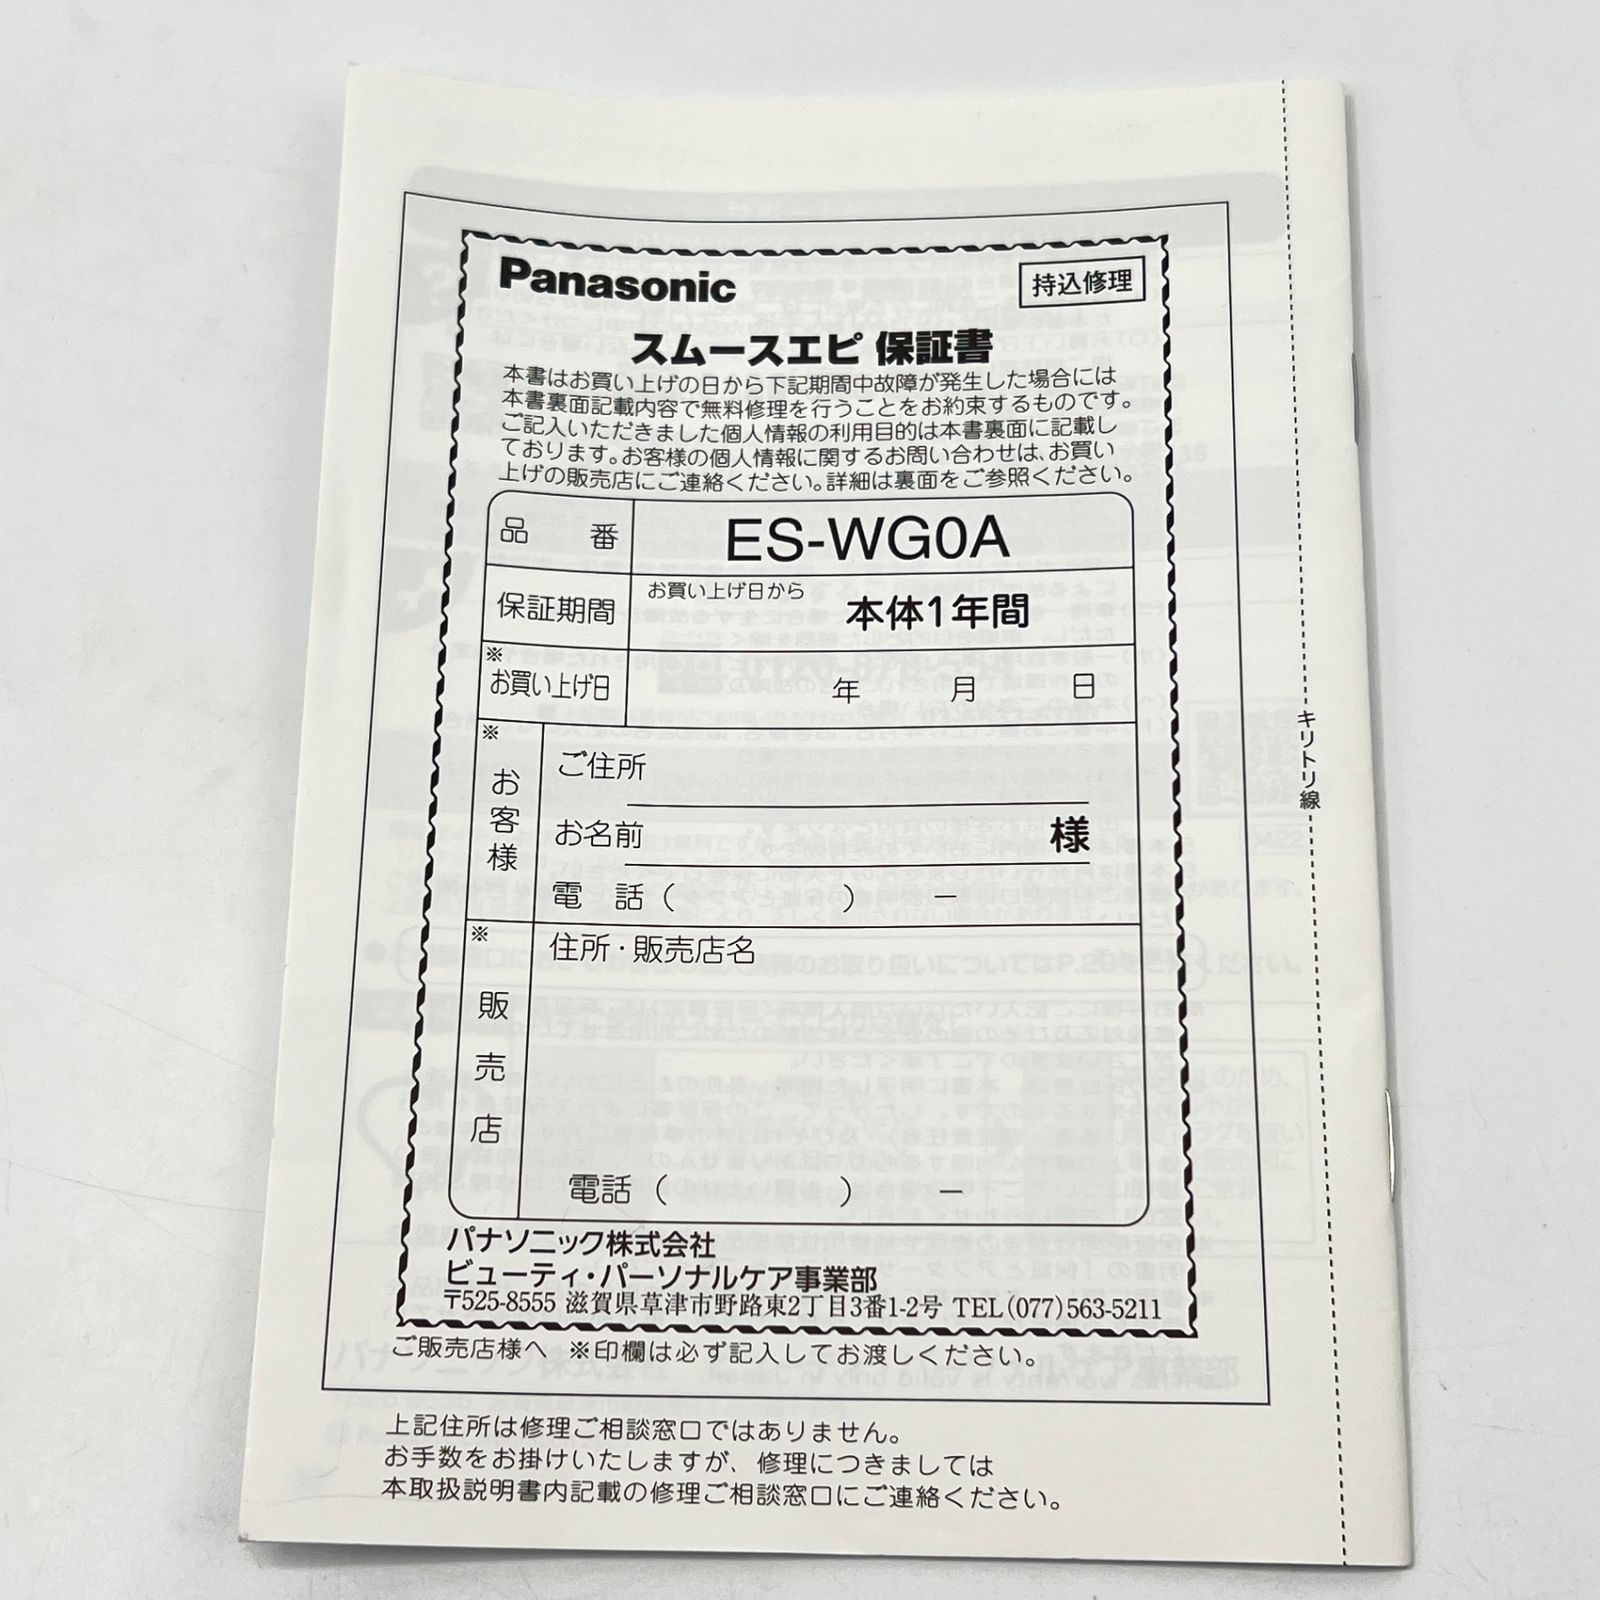 Panasonic
持込修理
スムースエピ 保証書
本書はお買い上げの日から下記期間中故障が発生した場合には
本書裏面記載内容で無料修理を行うことをお約束するものです。
ご記入いただきました個人情報の利用目的は本書裏面に記載し
ております。お客様の個人情報に関するお問い合わせは、お買い
上げの販売店にご連絡ください。詳細は裏面をご参照ください。
品 番 ES-WG0A
保証期間 お買い上げ日から 本体1年間
※お買い上げ日 年 月 日
※お客様
ご住所
お名前 様
電 話 ( ) ー
※販売店
住所・販売店名
電話 ( ) ー
パナソニック株式会社
ビューティ・パーソナルケア事業部
〒525-8555 滋賀県草津市野路東2丁目3番1-2号 TEL(077)563-5211
ご販売店様へ ※印欄は必ず記入してお渡しください。
上記住所は修理ご相談窓口ではありません。
お手数をお掛けいたしますが、修理につきましては
本取扱説明書内記載の修理ご相談窓口にご連絡ください。
キリトリ線